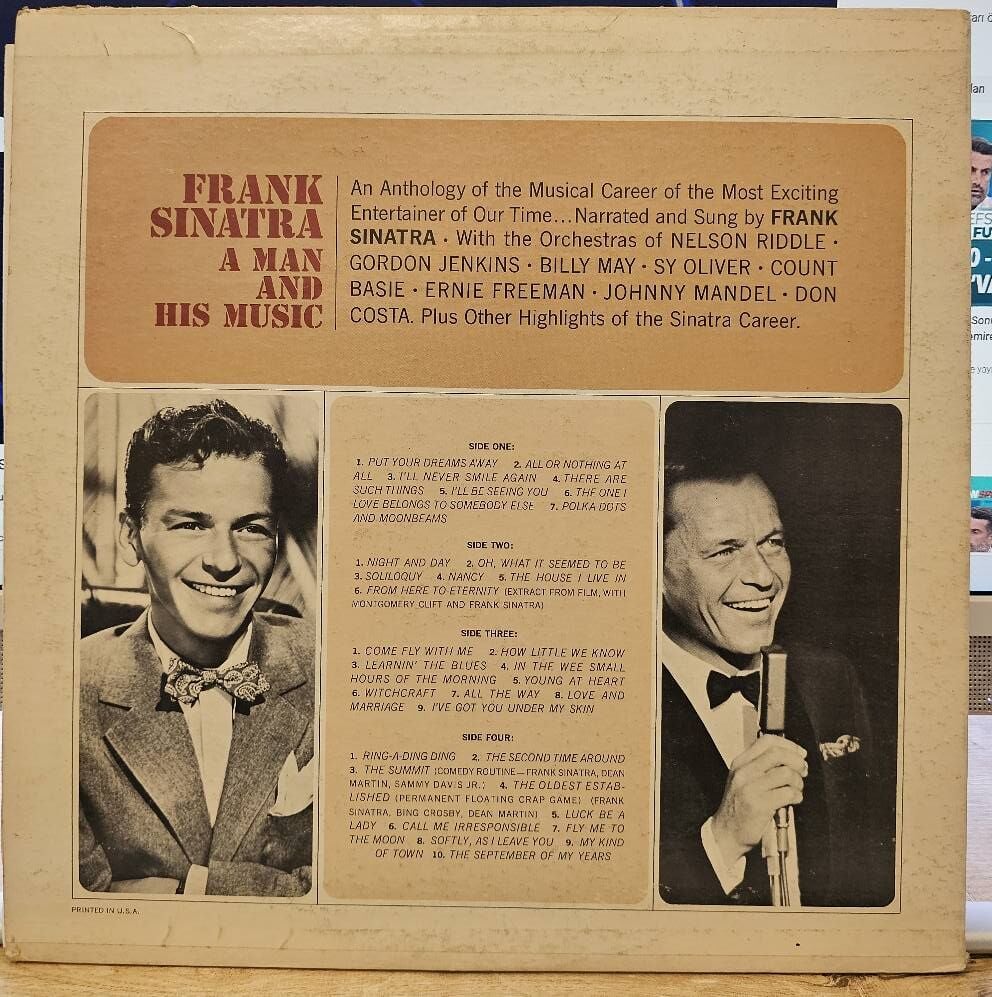 FRANK
SINATRA
A MAN
AND
HIS MUSIC
An Anthology of the Musical Career of the Most Exciting
Entertainer of Our Time...Narrated and Sung by FRANK
SINATRA · With the Orchestras of NELSON RIDDLE ·
GORDON JENKINS · BILLY MAY · SY OLIVER · COUNT
BASIE · ERNIE FREEMAN · JOHNNY MANDEL · DON
COSTA. Plus Other Highlights of the Sinatra Career.
SIDE ONE:
1. PUT YOUR DREAMS AWAY 2. ALL OR NOTHING AT
ALL 3. I'LL NEVER SMILE AGAIN 4. THERE ARE
SUCH THINGS 5. I'LL BE SEEING YOU 6. THE ONE I
LOVE BELONGS TO SOMEBODY ELSE 7. POLKA DOTS
AND MOONBEAMS
SIDE TWO:
1. NIGHT AND DAY 2. OH, WHAT IT SEEMED TO BE
3. SOLILOQUY 4. NANCY 5. THE HOUSE I LIVE IN
6. FROM HERE TO ETERNITY (EXTRACT FROM FILM, WITH
MONTGOMERY CLIFT AND FRANK SINATRA)
SIDE THREE:
1. COME FLY WITH ME 2. HOW LITTLE WE KNOW
3. LEARNIN' THE BLUES 4. IN THE WEE SMALL
HOURS OF THE MORNING 5. YOUNG AT HEART
6. WITCHCRAFT 7. ALL THE WAY 8. LOVE AND
MARRIAGE 9. I'VE GOT YOU UNDER MY SKIN
SIDE FOUR:
1. RING-A-DING DING 2. THE SECOND TIME AROUND
3. THE SUMMIT (COMEDY ROUTINE—FRANK SINATRA, DEAN
MARTIN, SAMMY DAVIS JR.) 4. THE OLDEST ESTAB-
LISHED (PERMANENT FLOATING CRAP GAME) (FRANK
SINATRA, BING CROSBY, DEAN MARTIN) 5. LUCK BE A
LADY 6. CALL ME IRRESPONSIBLE 7. FLY ME TO
THE MOON 8. SOFTLY, AS I LEAVE YOU 9. MY KIND
OF TOWN 10. THE SEPTEMBER OF MY YEARS
PRINTED IN U.S.A.